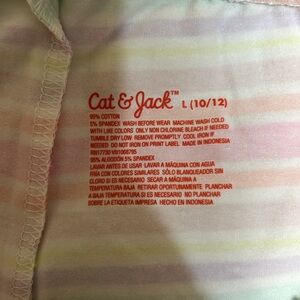 Cat & Jack™ L (10/12)
95% COTTON
5% SPANDEX WASH BEFORE WEAR MACHINE WASH COLD
WITH LIKE COLORS ONLY NON CHLORINE BLEACH IF NEEDED
TUMBLE DRY LOW REMOVE PROMPTLY COOL IRON IF
NEEDED DO NOT IRON ON PRINT LABEL MADE IN INDONESIA
RN17730 VN1008795
95% ALGODÓN 5% SPANDEX
LAVAR ANTES DE USAR LAVAR A MÁQUINA CON AGUA
FRÍA CON COLORES SIMILARES SÓLO BLANQUEADOR SIN
CLORO SI ES NECESARIO SECAR A MÁQUINA A
TEMPERATURA BAJA RETIRAR OPORTUNAMENTE PLANCHAR
A BAJA TEMPERATURA SI ES NECESARIO NO PLANCHAR
SOBRE LA ETIQUETA IMPRESA HECHO EN INDONESIA